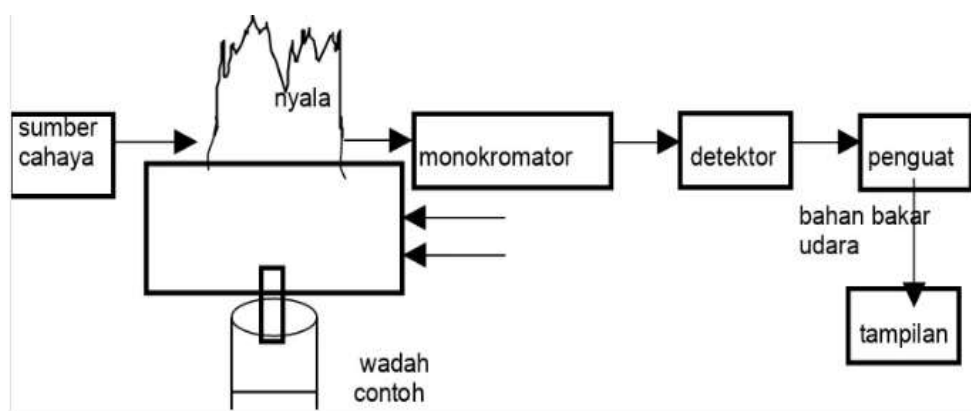 nyala
sumber
cahaya
monokromator
detektor
penguat
bahan bakar
udara
tampilan
wadah
contoh